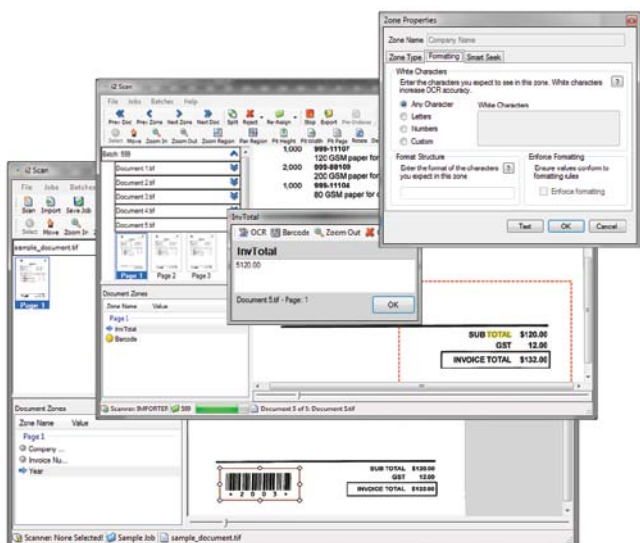 Zone Properties
Zone Name Company Name
Zone Type Formatting Smart Seek
White Characters
Enter the characters you expect to see in this zone. White characters
increase OCR accuracy.
?
Any Character
White Characters
Letters
Numbers
Custom
Format Structure
Enter the format of the characters
you expect in this zone
?
Enforce Formatting
Ensure values conform to
formatting rules
Enforce formatting
Test OK Cancel
i2 Scan
File Jobs Batches Help
Prev Doc Prev Zone Next Zone Next Doc Split Reject Re-Assign Stop Export
Select Move Zoom In Zoom Out Zoom Region Pan Region Fit Height Fit Width Fit Page Rotate
Batch: 599
Document 1.tif
Document 2.tif
Document 3.tif
Document 4.tif
Document 5.tif
Page 1 Page 2 Page 3
1,000 999-11107
120 GSM paper for
2,000 999-88109
200 GSM paper for
1,000 999-11104
80 GSM paper for
Document Zones
Zone Name Value
Page 1
InvTotal
Barcode
SUB TOTAL $120.00
GST 12.00
INVOICE TOTAL $132.00
Scanner: IMPORTER 599 Document 5 of 5: Document 5.tif
InvTotal
OCR Barcode Zoom Out
InvTotal
$120.00
Document 5.tif - Page: 1
OK
i2 Scan
File Jobs Batches
Scan Import Save Job
Select Move Zoom In
sample_document.tif
Page 1
Document Zones
Zone Name Value
Page 1
Company ...
Invoice Nu...
Year
* 2 0 0 3 *
SUB TOTAL $120.00
GST 12.00
INVOICE TOTAL $132.00
Scanner: None Selected! Sample Job sample_document.tif